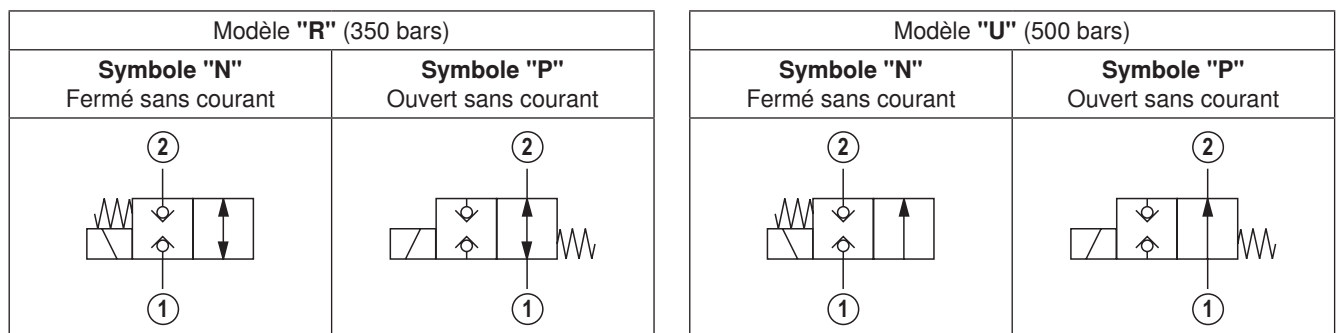 Modèle "R" (350 bars)
Symbole "N"
Fermé sans courant
Symbole "P"
Ouvert sans courant
2
2
1
1
Modèle "U" (500 bars)
Symbole "N"
Fermé sans courant
Symbole "P"
Ouvert sans courant
2
2
1
1